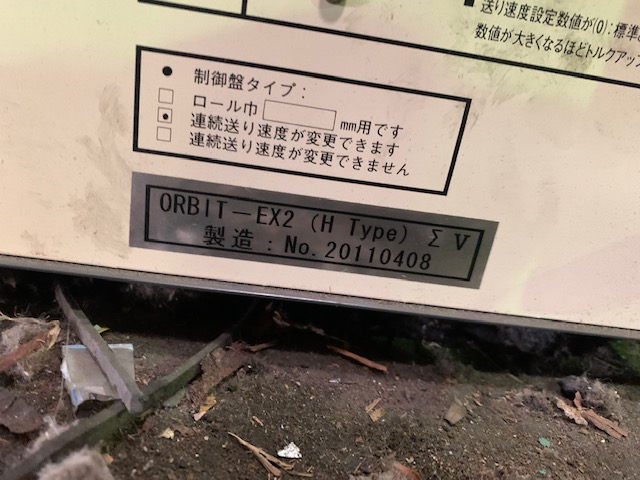 送り速度設定数値が(0):標準
数値が大きくなるほどトルクアップ
● 制御盤タイプ:
□ ロール巾 mm用です
連続送り速度が変更できます
□ 連続送り速度が変更できません
ORBIT-EX2 (H Type) Σ V
製造:No.20110408